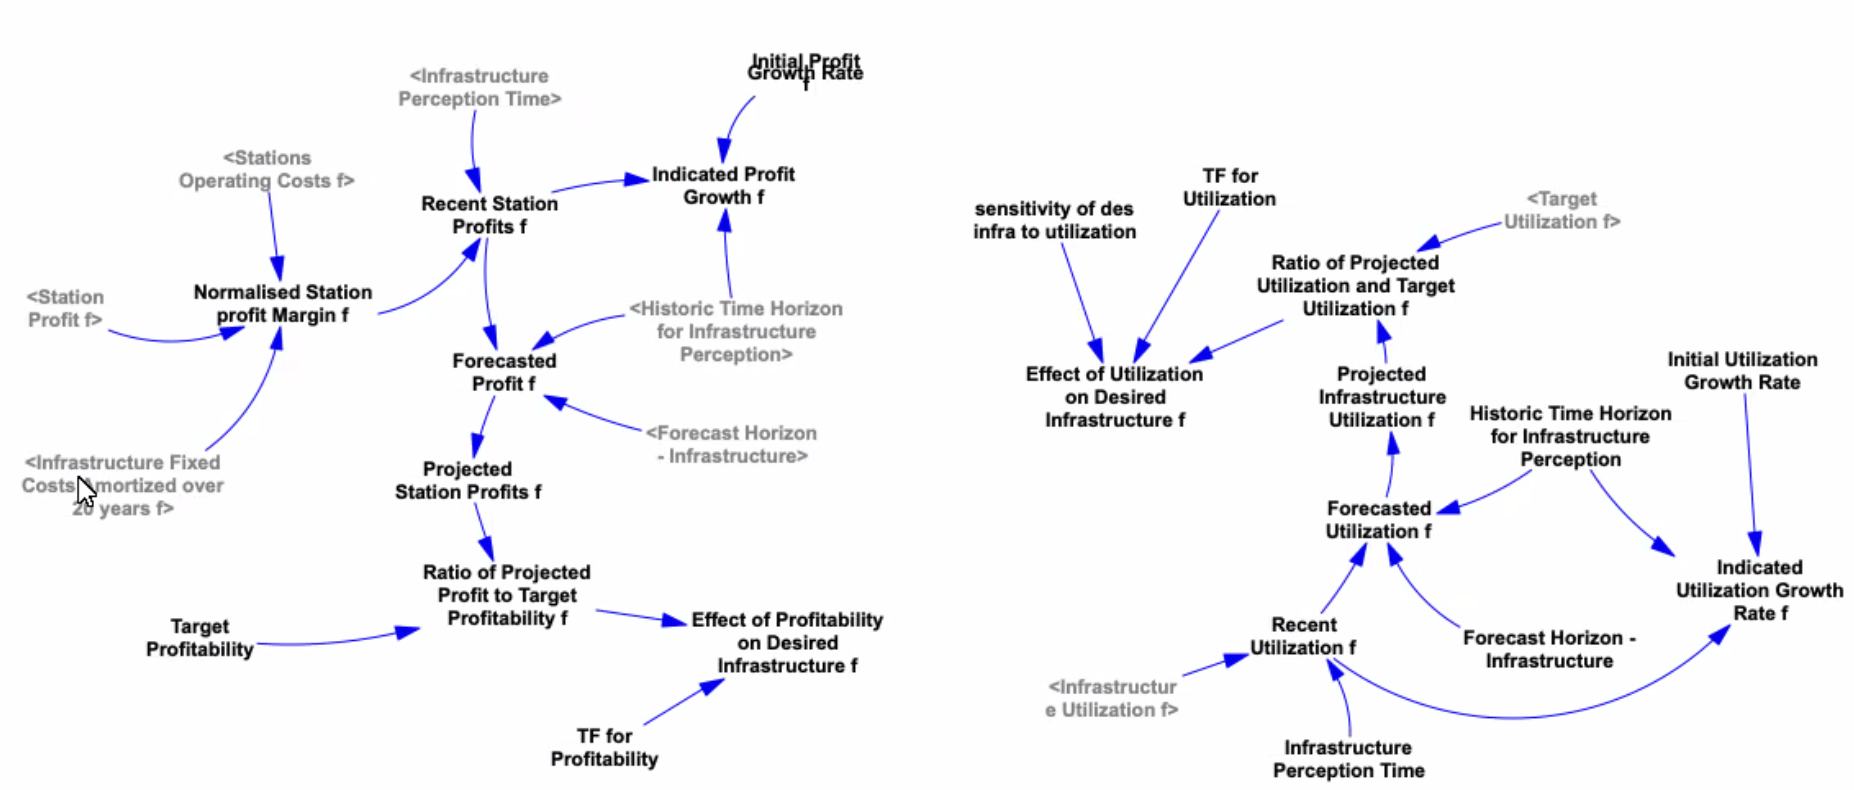 <Infrastructure
Perception Time>
Initial Profit
Growth Rate
f
<Stations
Operating Costs f>
Recent Station
Profits f
Indicated Profit
Growth f
<Station
Profit f>
Normalised Station
profit Margin f
<Historic Time Horizon
for Infrastructure
Perception>
Forecasted
Profit f
<Forecast Horizon
- Infrastructure>
<Infrastructure Fixed
Costs Amortized over
20 years f>
Projected
Station Profits f
Ratio of Projected
Profit to Target
Profitability f
Target
Profitability
Effect of Profitability
on Desired
Infrastructure f
TF for
Profitability
TF for
Utilization
sensitivity of des
infra to utilization
<Target
Utilization f>
Ratio of Projected
Utilization and Target
Utilization f
Effect of Utilization
on Desired
Infrastructure f
Projected
Infrastructure
Utilization f
Initial Utilization
Growth Rate
Historic Time Horizon
for Infrastructure
Perception
Forecasted
Utilization f
Indicated
Utilization Growth
Rate f
Recent
Utilization f
Forecast Horizon -
Infrastructure
<Infrastructur
e Utilization f>
Infrastructure
Perception Time